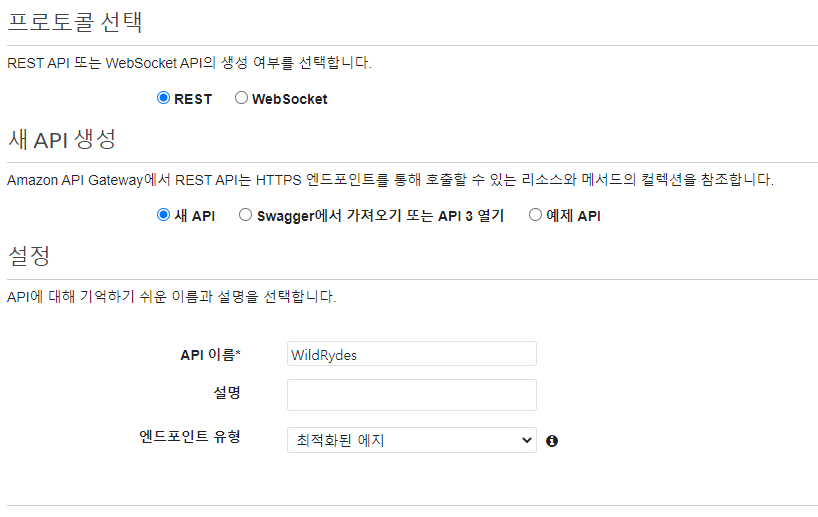 프로토콜 선택
REST API 또는 WebSocket API의 생성 여부를 선택합니다.
REST WebSocket
새 API 생성
Amazon API Gateway에서 REST API는 HTTPS 엔드포인트를 통해 호출할 수 있는 리소스와 메서드의 컬렉션을 참조합니다.
새 API Swagger에서 가져오기 또는 API 3 열기 예제 API
설정
API에 대해 기억하기 쉬운 이름과 설명을 선택합니다.
API 이름* WildRydes
설명
엔드포인트 유형 최적화된 에지